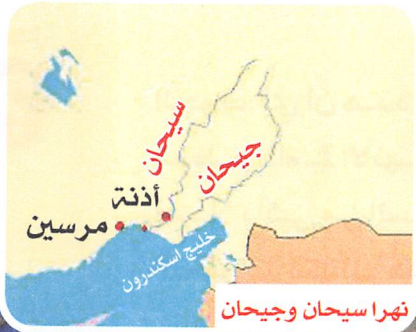 سيحان
جيحان
أذنة
مرسين
خليج اسكندرون
نهرا سيحان وجيحان